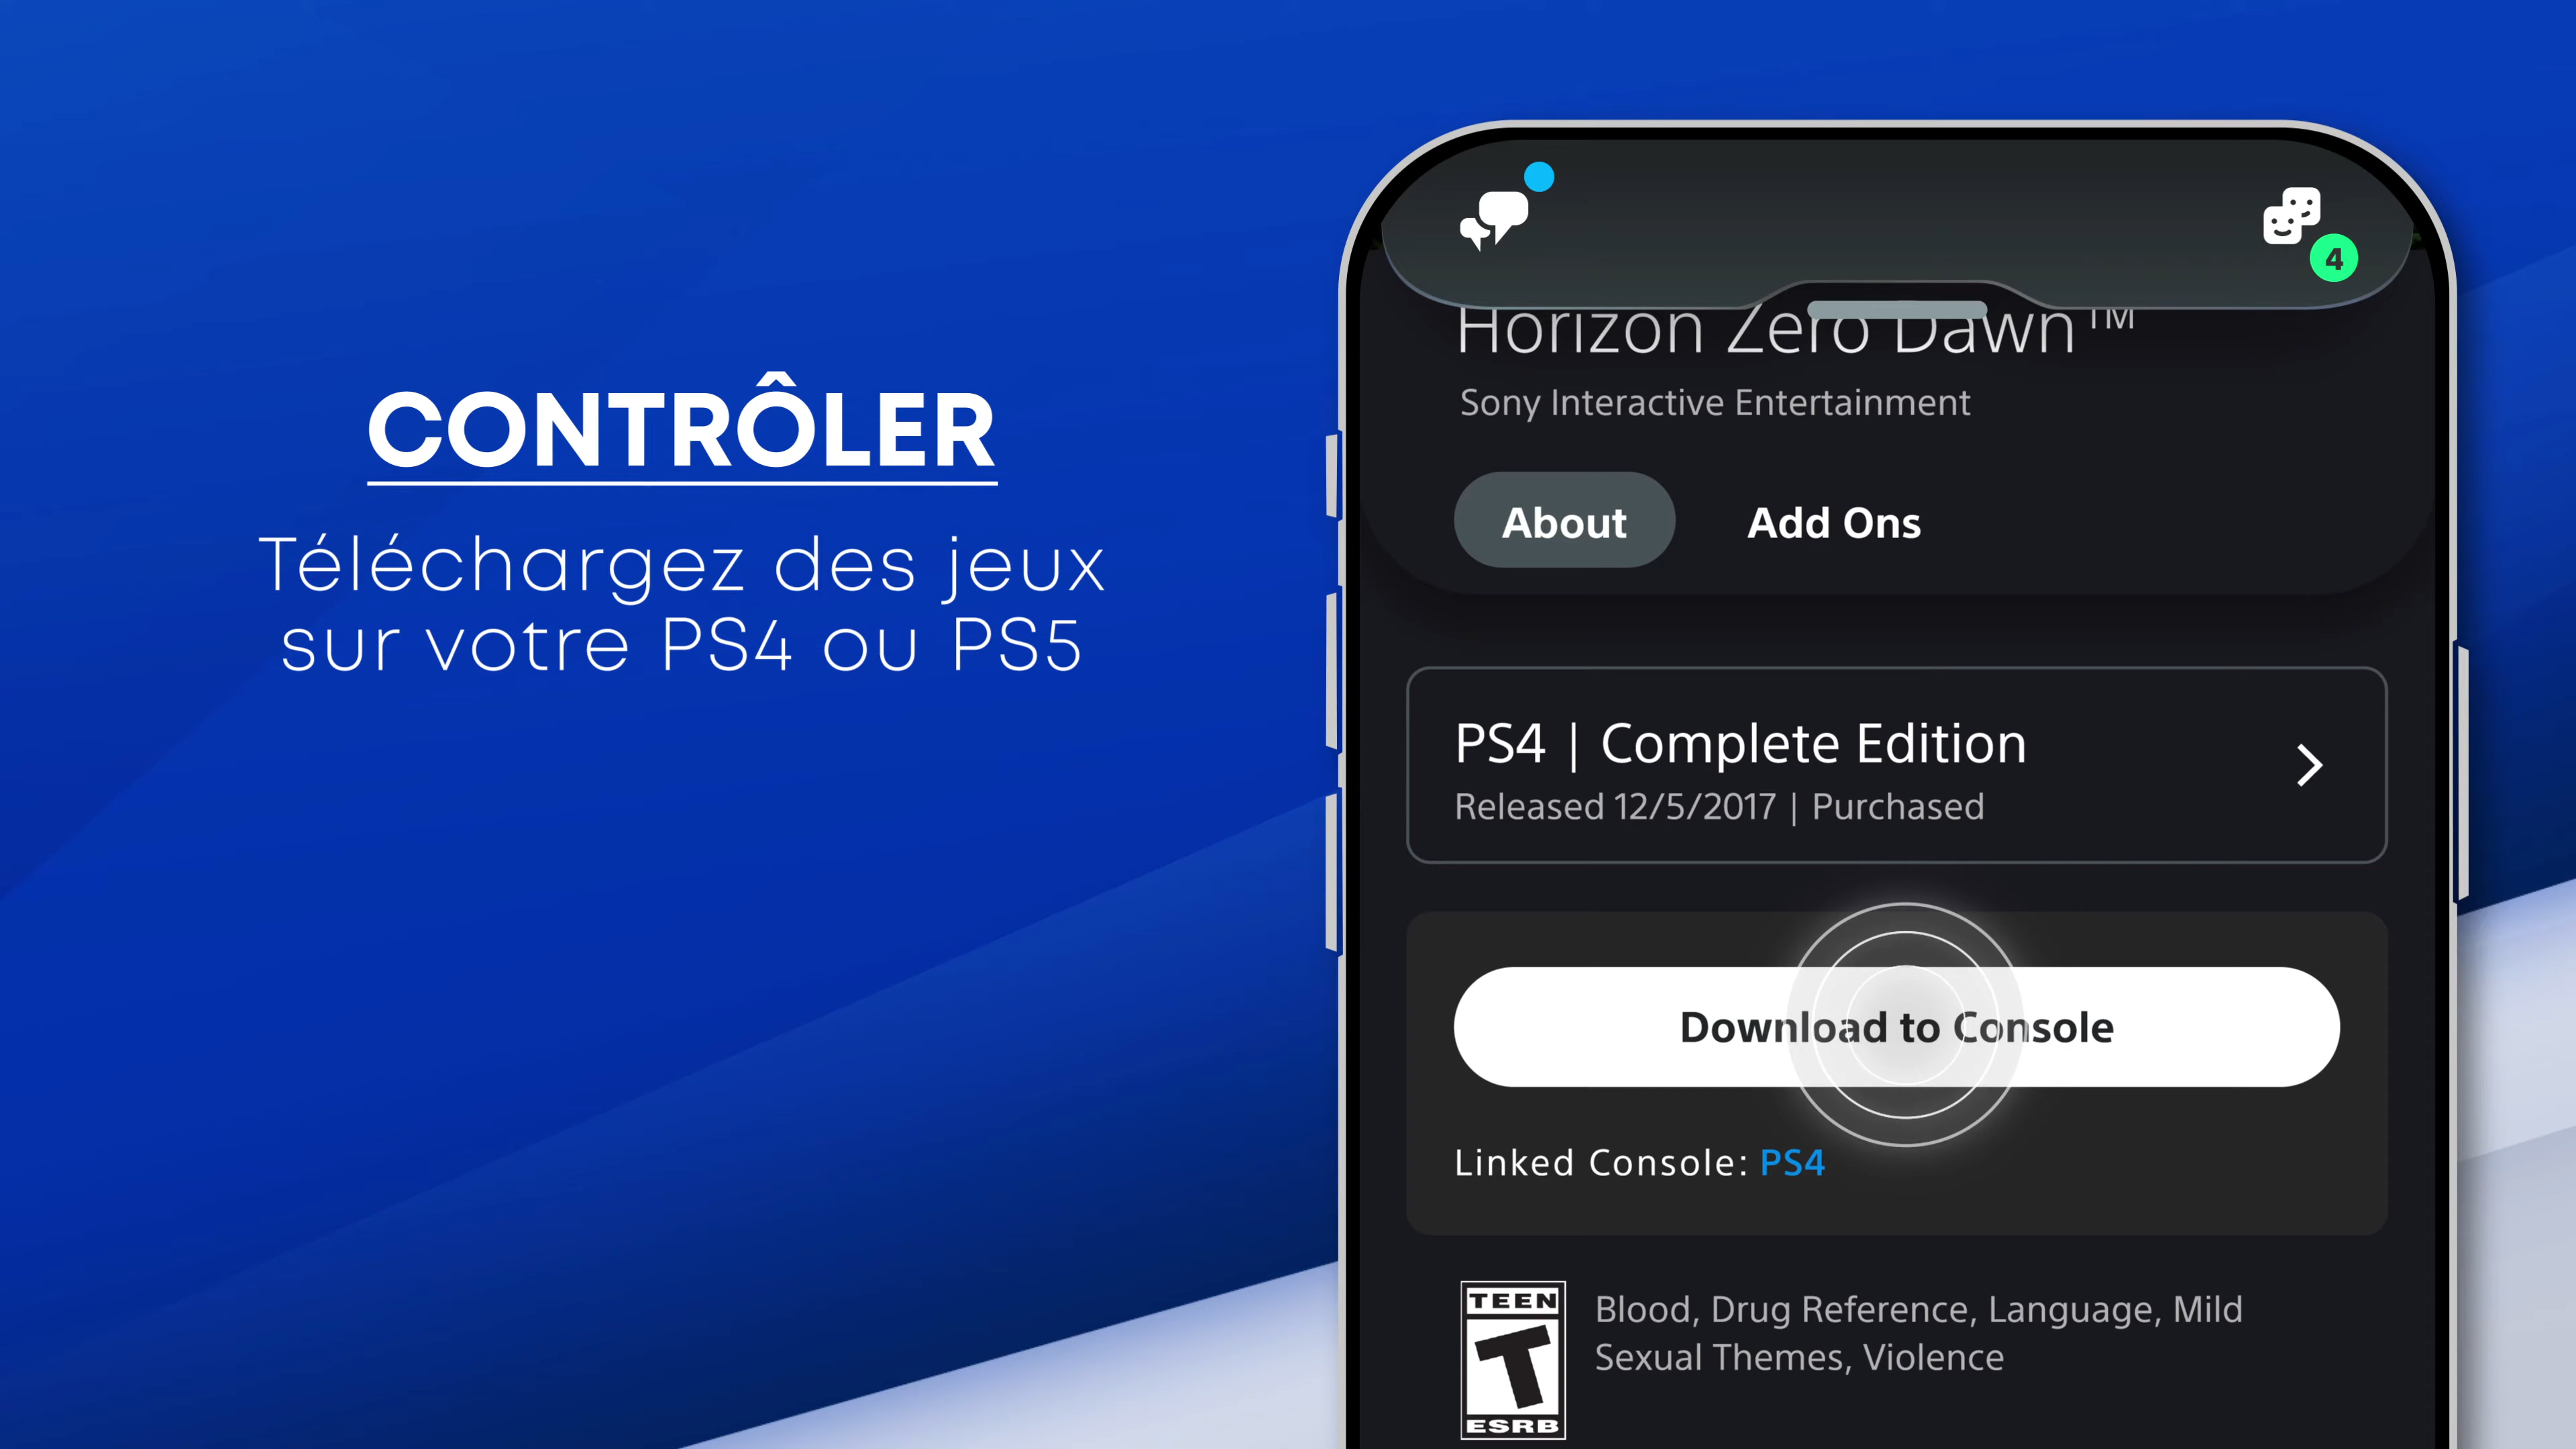 CONTRÔLER
Téléchargez des jeux
sur votre PS4 ou PS5
4
Horizon Zero Dawn™
Sony Interactive Entertainment
About
Add Ons
PS4 | Complete Edition
Released 12/5/2017 | Purchased
Download to Console
Linked Console: PS4
TEEN
T
ESRB
Blood, Drug Reference, Language, Mild
Sexual Themes, Violence